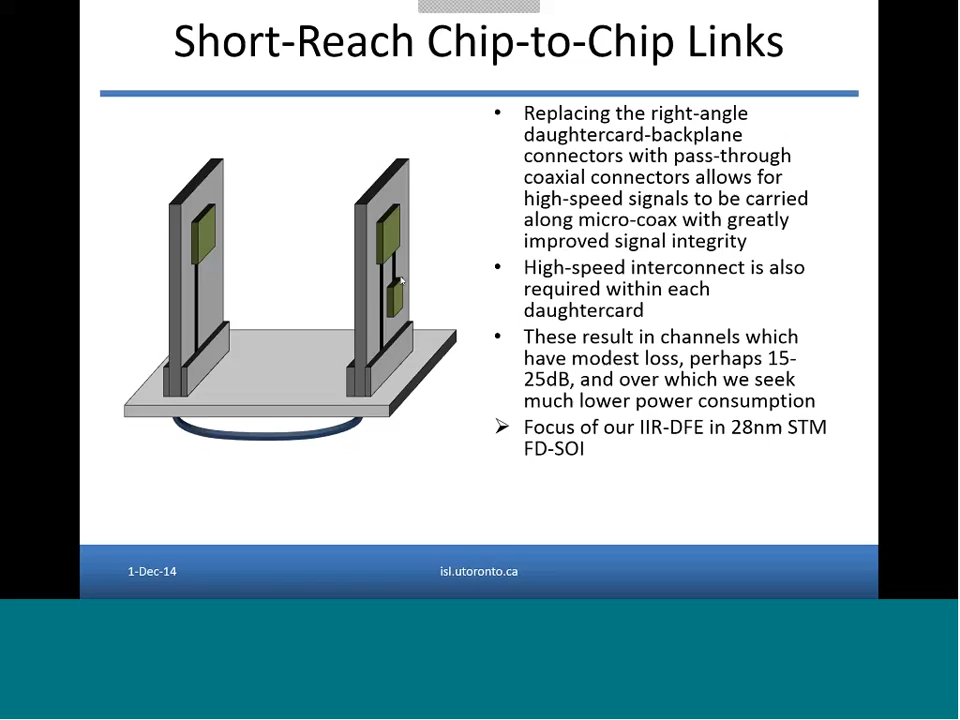 Short-Reach Chip-to-Chip Links
• Replacing the right-angle
daughtercard-backplane
connectors with pass-through
coaxial connectors allows for
high-speed signals to be carried
along micro-coax with greatly
improved signal integrity
• High-speed interconnect is also
required within each
daughtercard
• These result in channels which
have modest loss, perhaps 15-
25dB, and over which we seek
much lower power consumption
➢ Focus of our IIR-DFE in 28nm STM
FD-SOI
1-Dec-14
isl.utoronto.ca